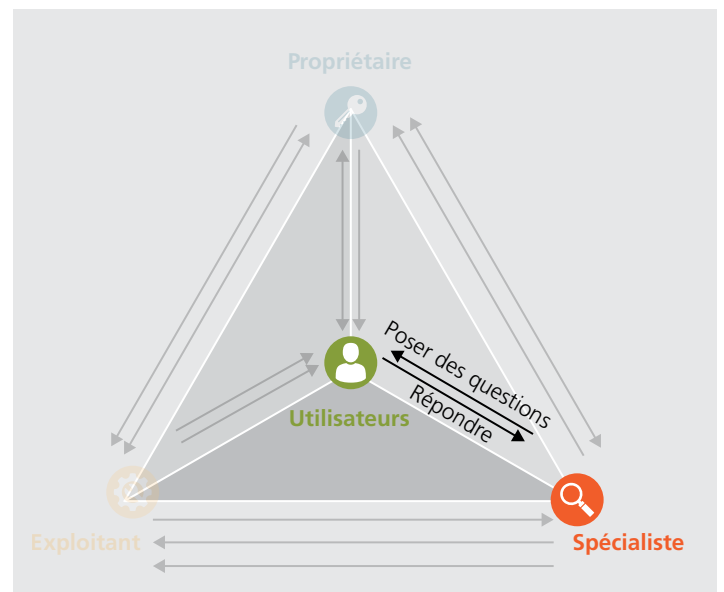 Propriétaire
Poser des questions
Répondre
Utilisateurs
Exploitant
Spécialiste